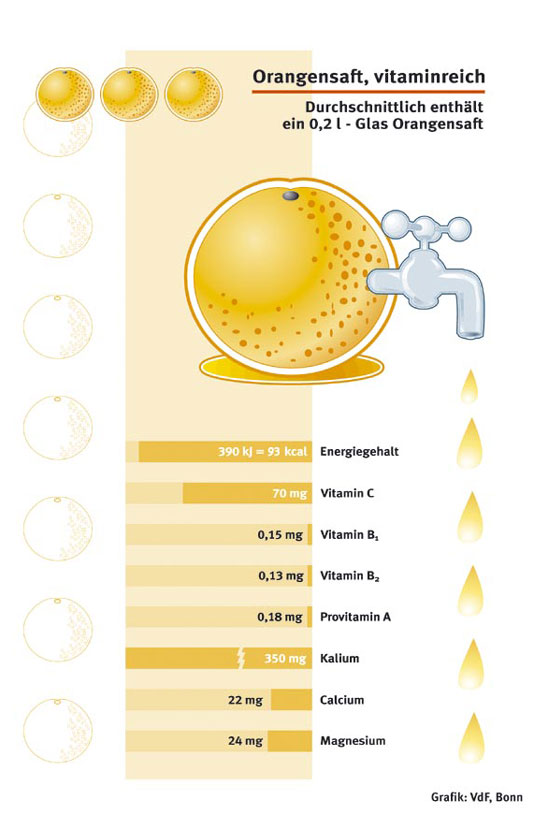 Orangensaft, vitaminreich
Durchschnittlich enthält
ein 0,2 l - Glas Orangensaft
390 kJ = 93 kcal Energiegehalt
70 mg Vitamin C
0,15 mg Vitamin B₁
0,13 mg Vitamin B₂
0,18 mg Provitamin A
350 mg Kalium
22 mg Calcium
24 mg Magnesium
Grafik: VdF, Bonn